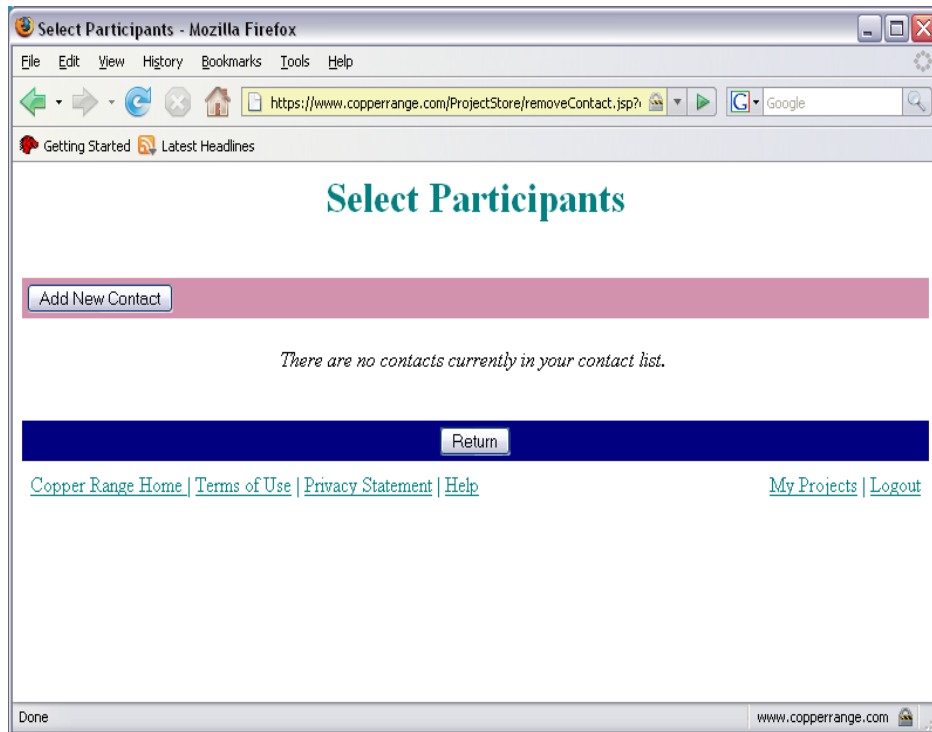 Select Participants - Mozilla Firefox
File Edit View History Bookmarks Tools Help
https://www.copperrange.com/ProjectStore/removeContact.jsp? G Google
Getting Started Latest Headlines
Select Participants
Add New Contact
There are no contacts currently in your contact list.
Return
Copper Range Home | Terms of Use | Privacy Statement | Help My Projects | Logout
Done www.copperrange.com